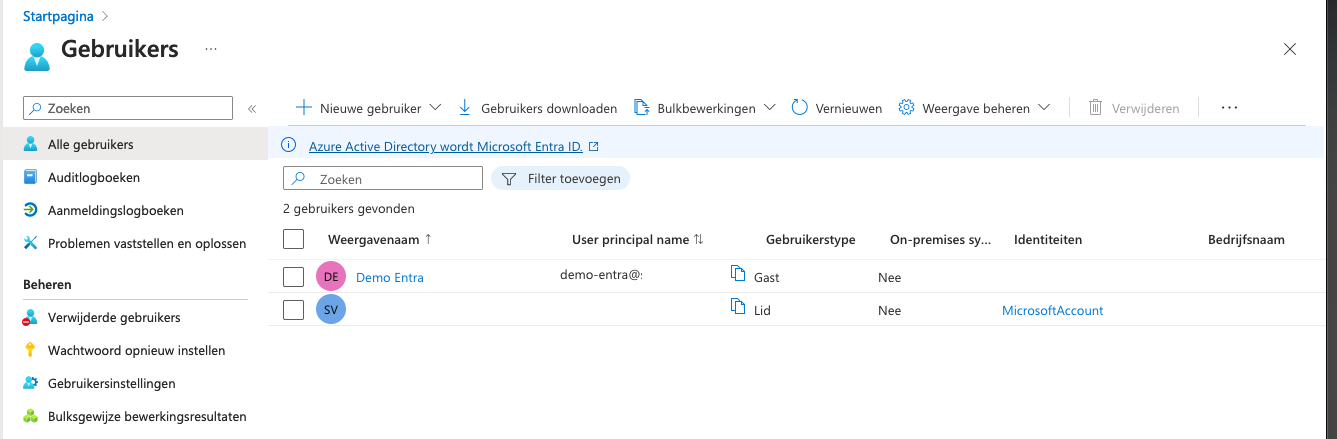 Startpagina
Gebruikers ...
Zoeken
Nieuwe gebruiker Gebruikers downloaden Bulkbewerkingen Vernieuwen Weergave beheren Verwijderen ...
Alle gebruikers
Azure Active Directory wordt Microsoft Entra ID.
Auditlogboeken
Zoeken Filter toevoegen
Aanmeldingslogboeken
2 gebruikers gevonden
Problemen vaststellen en oplossen
Weergavenaam User principal name Gebruikerstype On-premises sy... Identiteiten Bedrijfsnaam
DE Demo Entra demo-entra@: Gast Nee
Beheren
SV Lid Nee MicrosoftAccount
Verwijderde gebruikers
Wachtwoord opnieuw instellen
Gebruikersinstellingen
Bulksgewijze bewerkingsresultaten